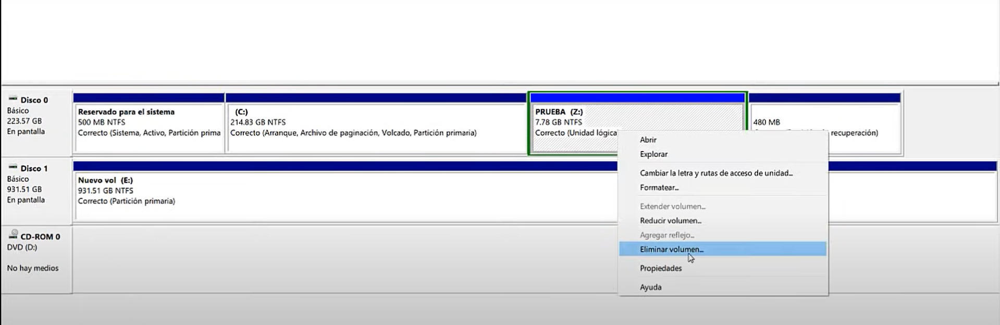 Disco 0
Básico
223.57 GB
En pantalla
Reservado para el sistema
500 MB NTFS
Correcto (Sistema, Activo, Partición prima
(C:)
214.83 GB NTFS
Correcto (Arranque, Archivo de paginación, Volcado, Partición primaria)
PRUEBA (Z:)
7.78 GB NTFS
Correcto (Unidad lógica
480 MB
recuperación)
Disco 1
Básico
931.51 GB
En pantalla
Nuevo vol (E:)
931.51 GB NTFS
Correcto (Partición primaria)
CD-ROM 0
DVD (D:)
No hay medios
Abrir
Explorar
Cambiar la letra y rutas de acceso de unidad...
Formatear...
Extender volumen...
Reducir volumen...
Agregar reflejo...
Eliminar volumen...
Propiedades
Ayuda